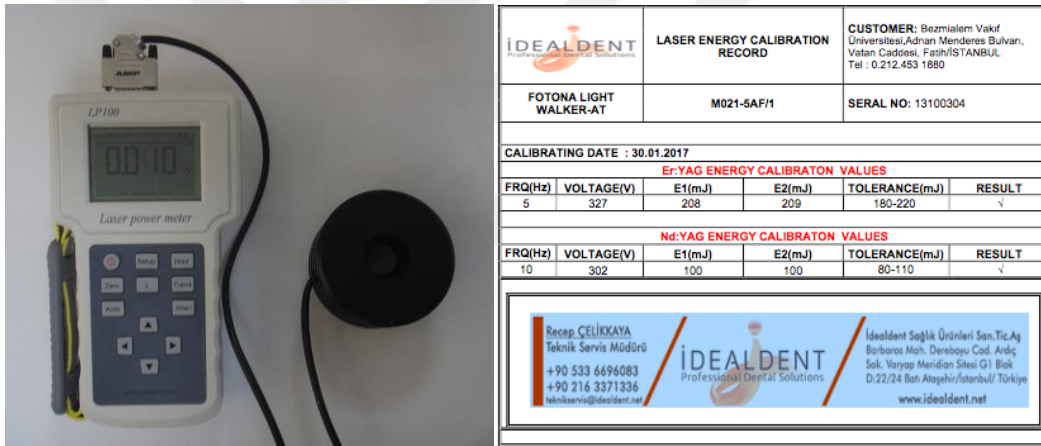 AMP
LP100
0.070 w
Laser power meter
Setup
Hold
Zero
L
Trend
Auto
Atten
İDEALDENT
Professional Dental Solutions
LASER ENERGY CALIBRATION
RECORD
CUSTOMER: Bezmialem Vakıf
Üniversitesi,Adnan Menderes Bulvarı,
Vatan Caddesi, Fatih/İSTANBUL
Tel : 0.212.453 1880
FOTONA LIGHT
WALKER-AT
M021-5AF/1
SERAL NO: 13100304
CALIBRATING DATE : 30.01.2017
Er:YAG ENERGY CALIBRATON VALUES
FRQ(Hz) VOLTAGE(V) E1(mJ) E2(mJ) TOLERANCE(mJ) RESULT
5 327 208 209 180-220 √
Nd:YAG ENERGY CALIBRATON VALUES
FRQ(Hz) VOLTAGE(V) E1(mJ) E2(mJ) TOLERANCE(mJ) RESULT
10 302 100 100 80-110 √
Recep ÇELİKKAYA
Teknik Servis Müdürü
+90 533 6696083
+90 216 3371336
teknikservis@idealdent.net
İDEALDENT
Professional Dental Solutions
İdealdent Sağlık Ürünleri San.Tic.Aş
Barbaros Mah. Dereboyu Cad. Ardıç
Sok. Varyap Meridian Sitesi G1 Blok
D:22/24 Batı Ataşehir/İstanbul/ Türkiye
www.idealdent.net